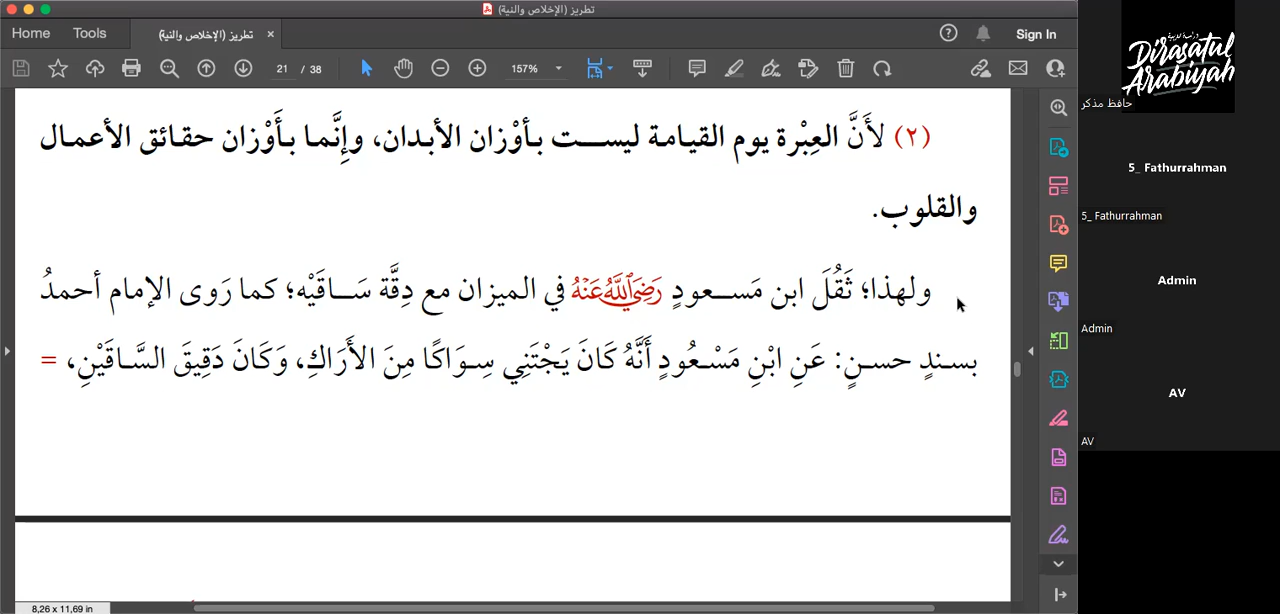 تطريز (الإخلاص والنية)
Home
Tools
تطريز (الإخلاص والنية)
×
Sign In
21 / 38
157%
(٢) لأَنَّ العِبْرة يوم القيامة ليست بأوْزان الأبدان، وإِنَّما بأَوْزان حقائق الأعمال
والقلوب.
ولهذا؛ ثَقُلَ ابن مَسعودٍ رَضِيَ ٱللَّهُ عَنْهُ في الميزان مع دِقَّة سَاقَيْه؛ كما رَوى الإمام أحمدُ
بسندٍ حسنٍ: عَنِ ابْنِ مَسْعُودٍ أَنَّهُ كَانَ يَجْتَنِي سِوَاكًا مِنَ الأَرَاكِ، وَكَانَ دَقِيقَ السَّاقَيْنِ، =
8,26 x 11,69 in
دراسة العربية
Dirasatul
Arabiyah
حافظ مذكر
5_ Fathurrahman
5_ Fathurrahman
Admin
Admin
AV
AV